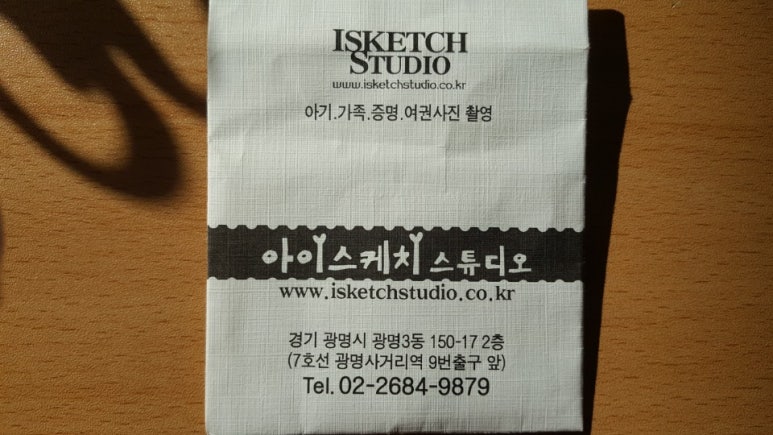 ISKETCH
STUDIO
www.isketchstudio.co.kr
아기.가족.증명.여권사진 촬영
아이스케치 스튜디오
www.isketchstudio.co.kr
경기 광명시 광명3동 150-17 2층
(7호선 광명사거리역 9번출구 앞)
Tel. 02-2684-9879